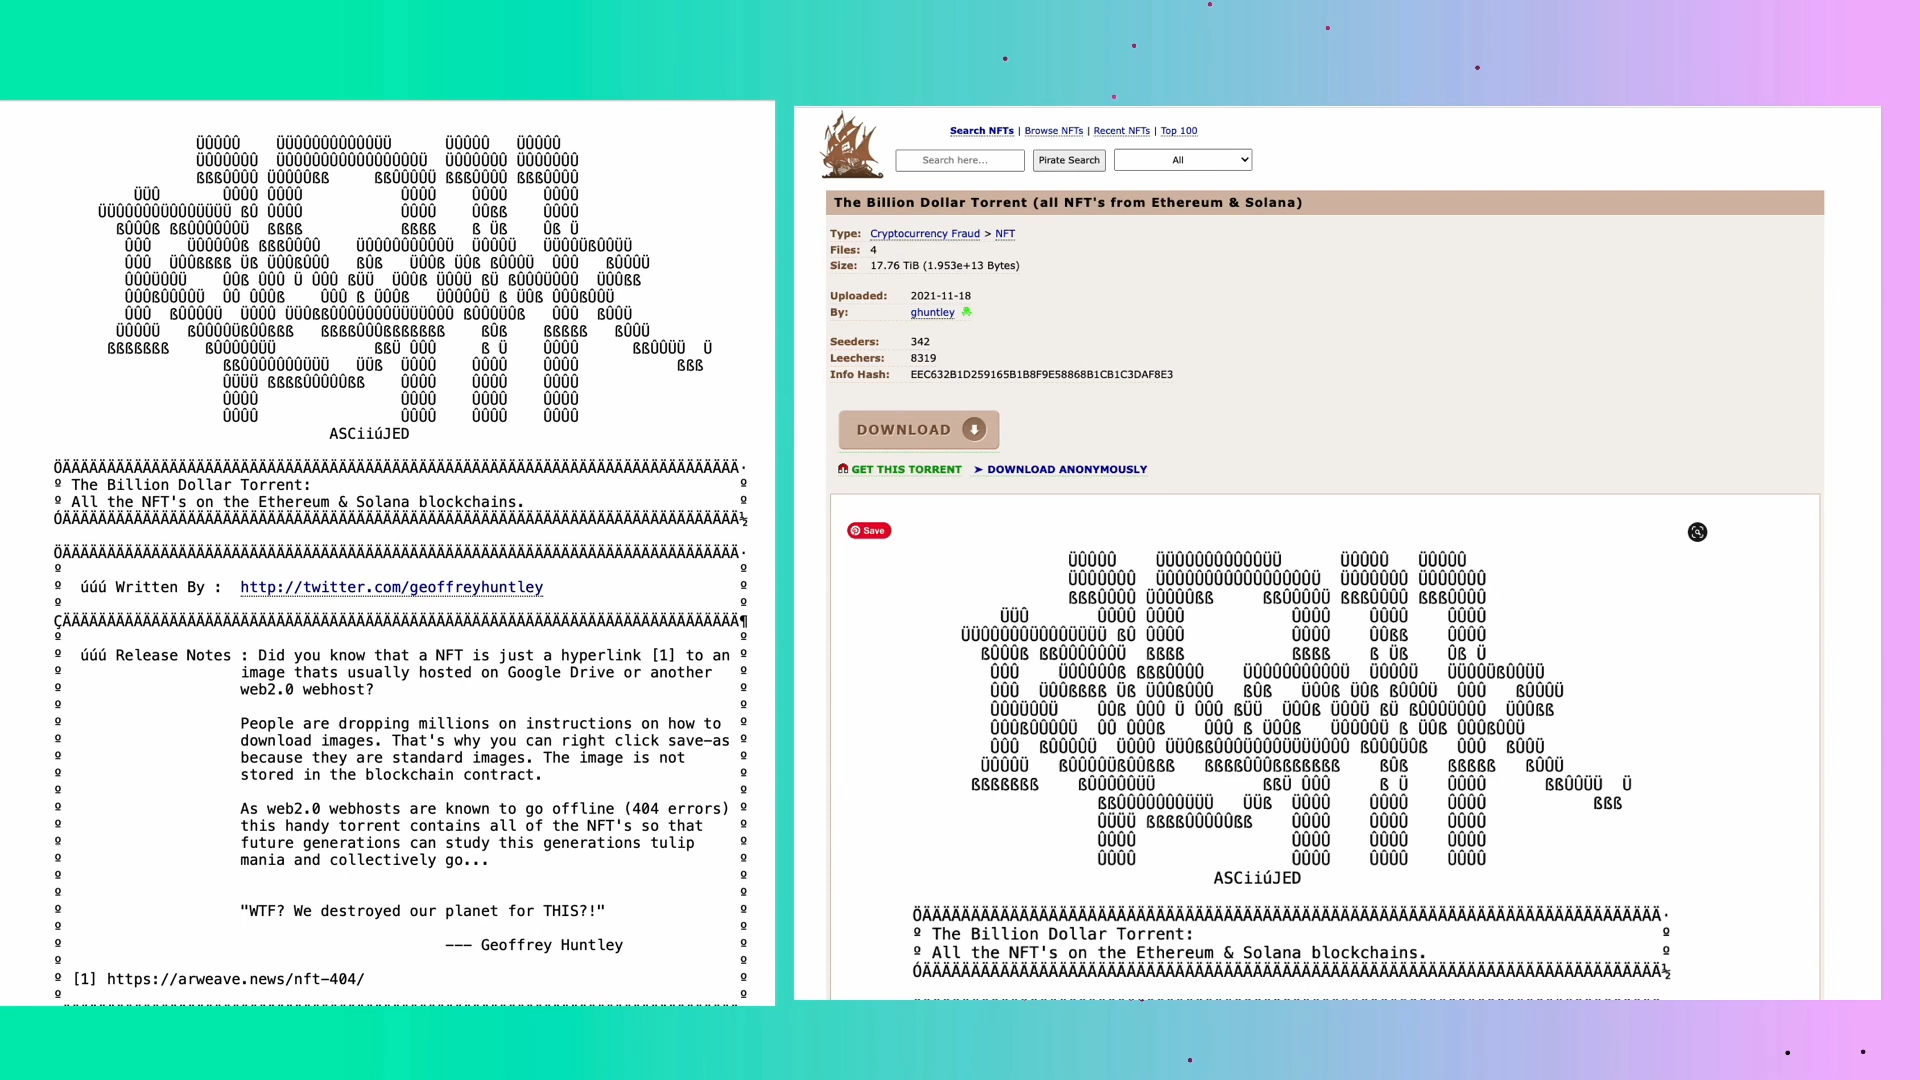 ASCiiúJED
The Billion Dollar Torrent:
All the NFT's on the Ethereum & Solana blockchains.
úúú Written By : http://twitter.com/geoffreyhuntley
úúú Release Notes : Did you know that a NFT is just a hyperlink [1] to an
image thats usually hosted on Google Drive or another
web2.0 webhost?
People are dropping millions on instructions on how to
download images. That's why you can right click save-as
because they are standard images. The image is not
stored in the blockchain contract.
As web2.0 webhosts are known to go offline (404 errors)
this handy torrent contains all of the NFT's so that
future generations can study this generations tulip
mania and collectively go...
"WTF? We destroyed our planet for THIS?!"
--- Geoffrey Huntley
[1] https://arweave.news/nft-404/
Search NFTs | Browse NFTs | Recent NFTs | Top 100
Search here... Pirate Search All
The Billion Dollar Torrent (all NFT's from Ethereum & Solana)
Type: Cryptocurrency Fraud > NFT
Files: 4
Size: 17.76 TiB (1.953e+13 Bytes)
Uploaded: 2021-11-18
By: ghuntley
Seeders: 342
Leechers: 8319
Info Hash: EEC632B1D259165B1B8F9E58868B1CB1C3DAF8E3
DOWNLOAD
GET THIS TORRENT ➤ DOWNLOAD ANONYMOUSLY
Save
ASCiiúJED
The Billion Dollar Torrent:
All the NFT's on the Ethereum & Solana blockchains.